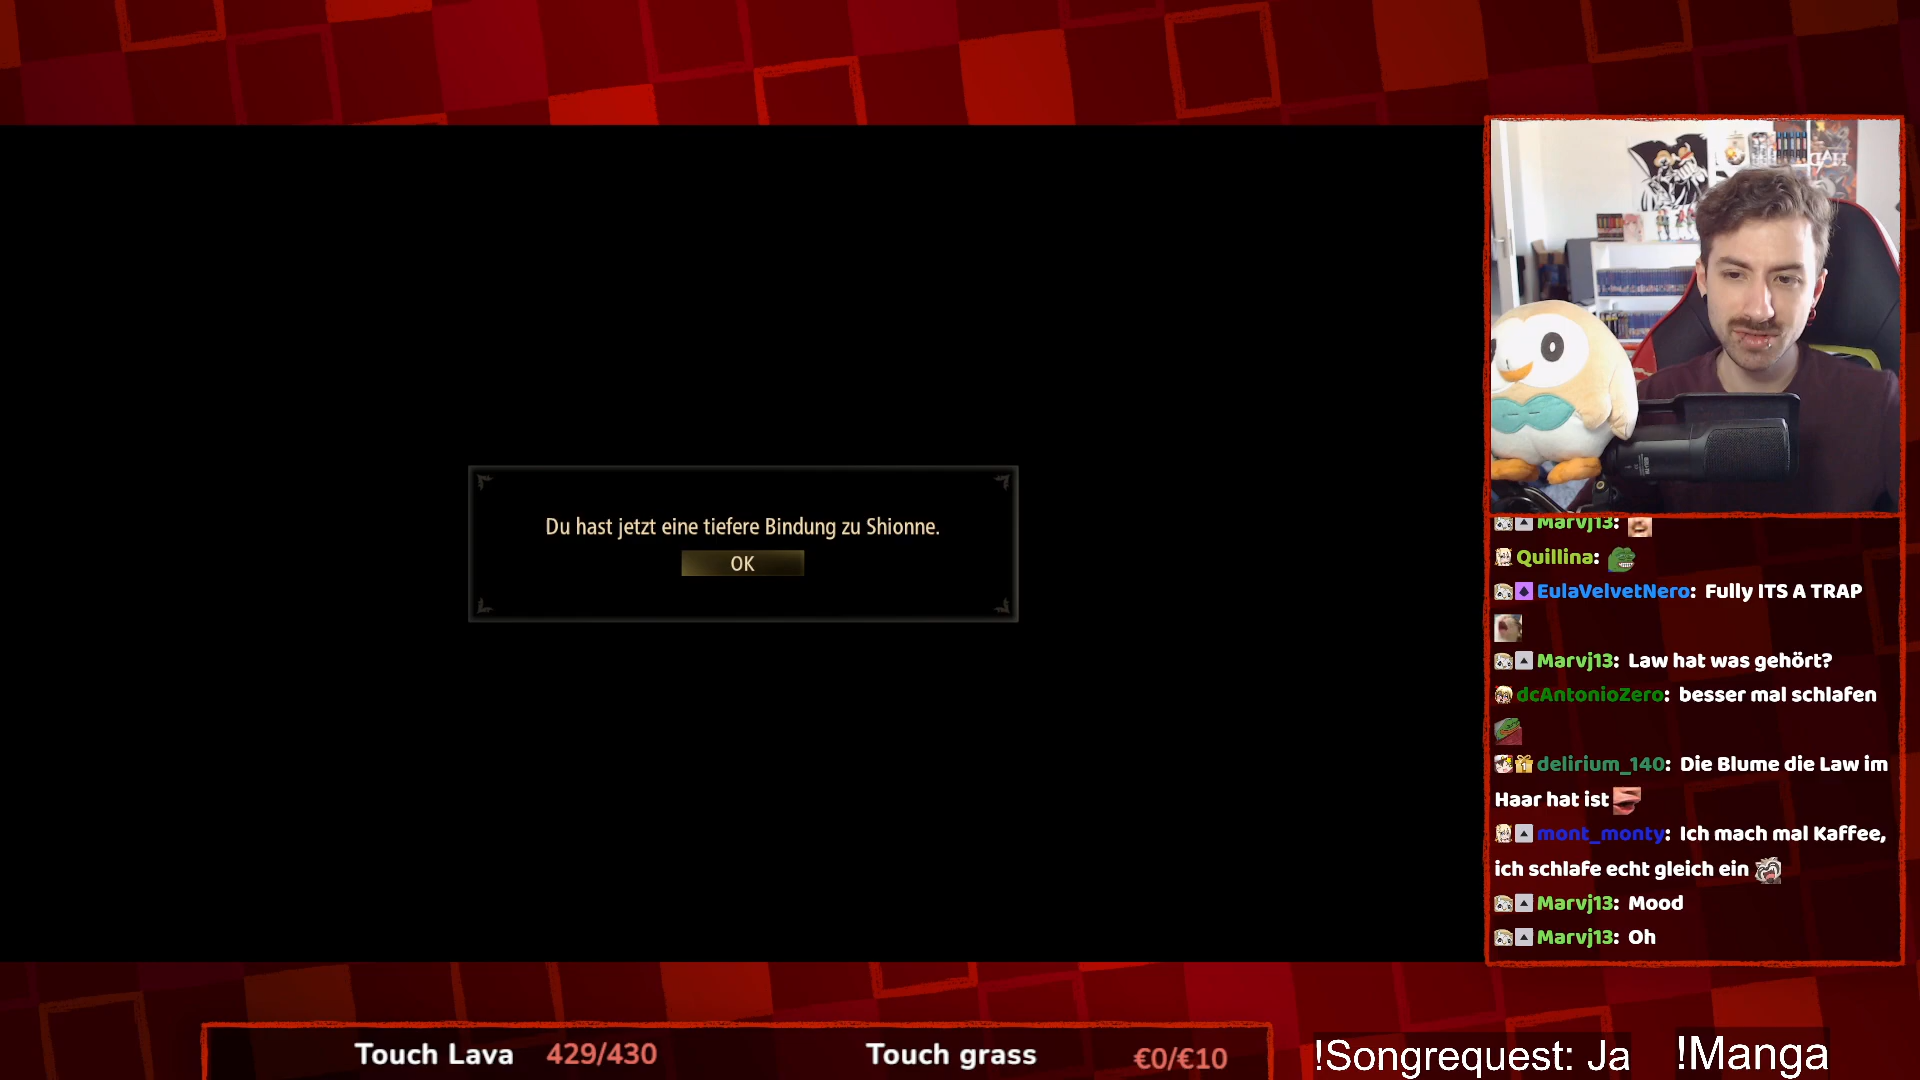 Du hast jetzt eine tiefere Bindung zu Shionne.
OK
Marvj13:
Quillina:
EulaVelvetNero: Fully ITS A TRAP
Marvj13: Law hat was gehört?
dcAntonioZero: besser mal schlafen
delirium_140: Die Blume die Law im
Haar hat ist
mont_monty: Ich mach mal Kaffee,
ich schlafe echt gleich ein
Marvj13: Mood
Marvj13: Oh
Touch Lava 429/430
Touch grass €0/€10
!Songrequest: Ja
!Manga